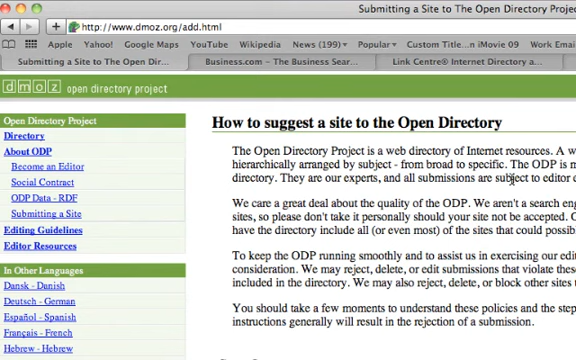 Submitting a Site to The Open Directory Projec
http://www.dmoz.org/add.html
Apple Yahoo! Google Maps YouTube Wikipedia News (199) Popular Custom Title...n iMovie 09 Work Emai
Submitting a Site to The Open Dir... Business.com – The Business Sear... Link Centre® Internet Directory a...
dmoz open directory project
Open Directory Project
Directory
About ODP
Become an Editor
Social Contract
ODP Data - RDF
Submitting a Site
Editing Guidelines
Editor Resources
In Other Languages
Dansk - Danish
Deutsch - German
Español - Spanish
Français - French
Hebrew - Hebrew
How to suggest a site to the Open Directory
The Open Directory Project is a web directory of Internet resources. A w
hierarchically arranged by subject - from broad to specific. The ODP is m
directory. They are our experts, and all submissions are subject to editor
We care a great deal about the quality of the ODP. We aren't a search eng
sites, so please don't take it personally should your site not be accepted. O
have the directory include all (or even most) of the sites that could possib
To keep the ODP running smoothly and to assist us in exercising our edi
consideration. We may reject, delete, or edit submissions that violate thes
included in the directory. We may also reject, delete, or block other sites
You should take a few moments to understand these policies and the step
instructions generally will result in the rejection of a submission.